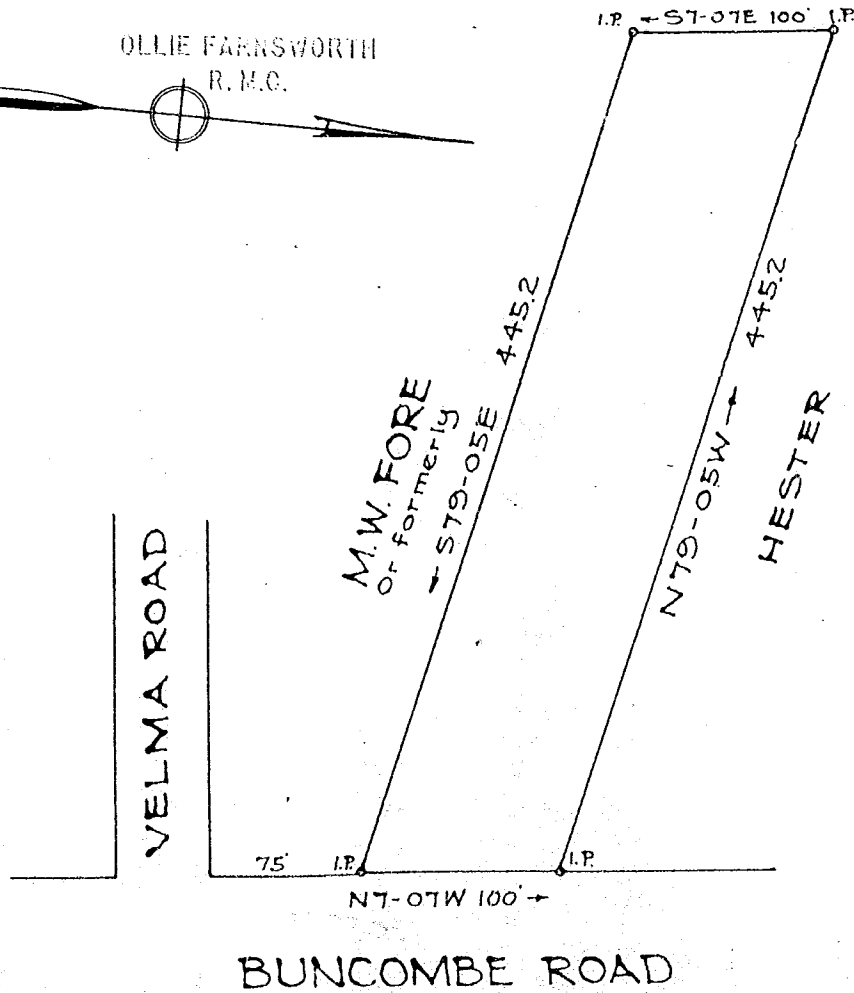 OLLIE FARNSWORTH
R.M.C.
I.P. ←S7-07E 100' I.P.
445.2
445.2
M.W. FORE
Or formerly
← S79-05E
N79-05W →
HESTER
VELMA ROAD
75' I.P. I.P.
N7-07W 100' →
BUNCOMBE ROAD